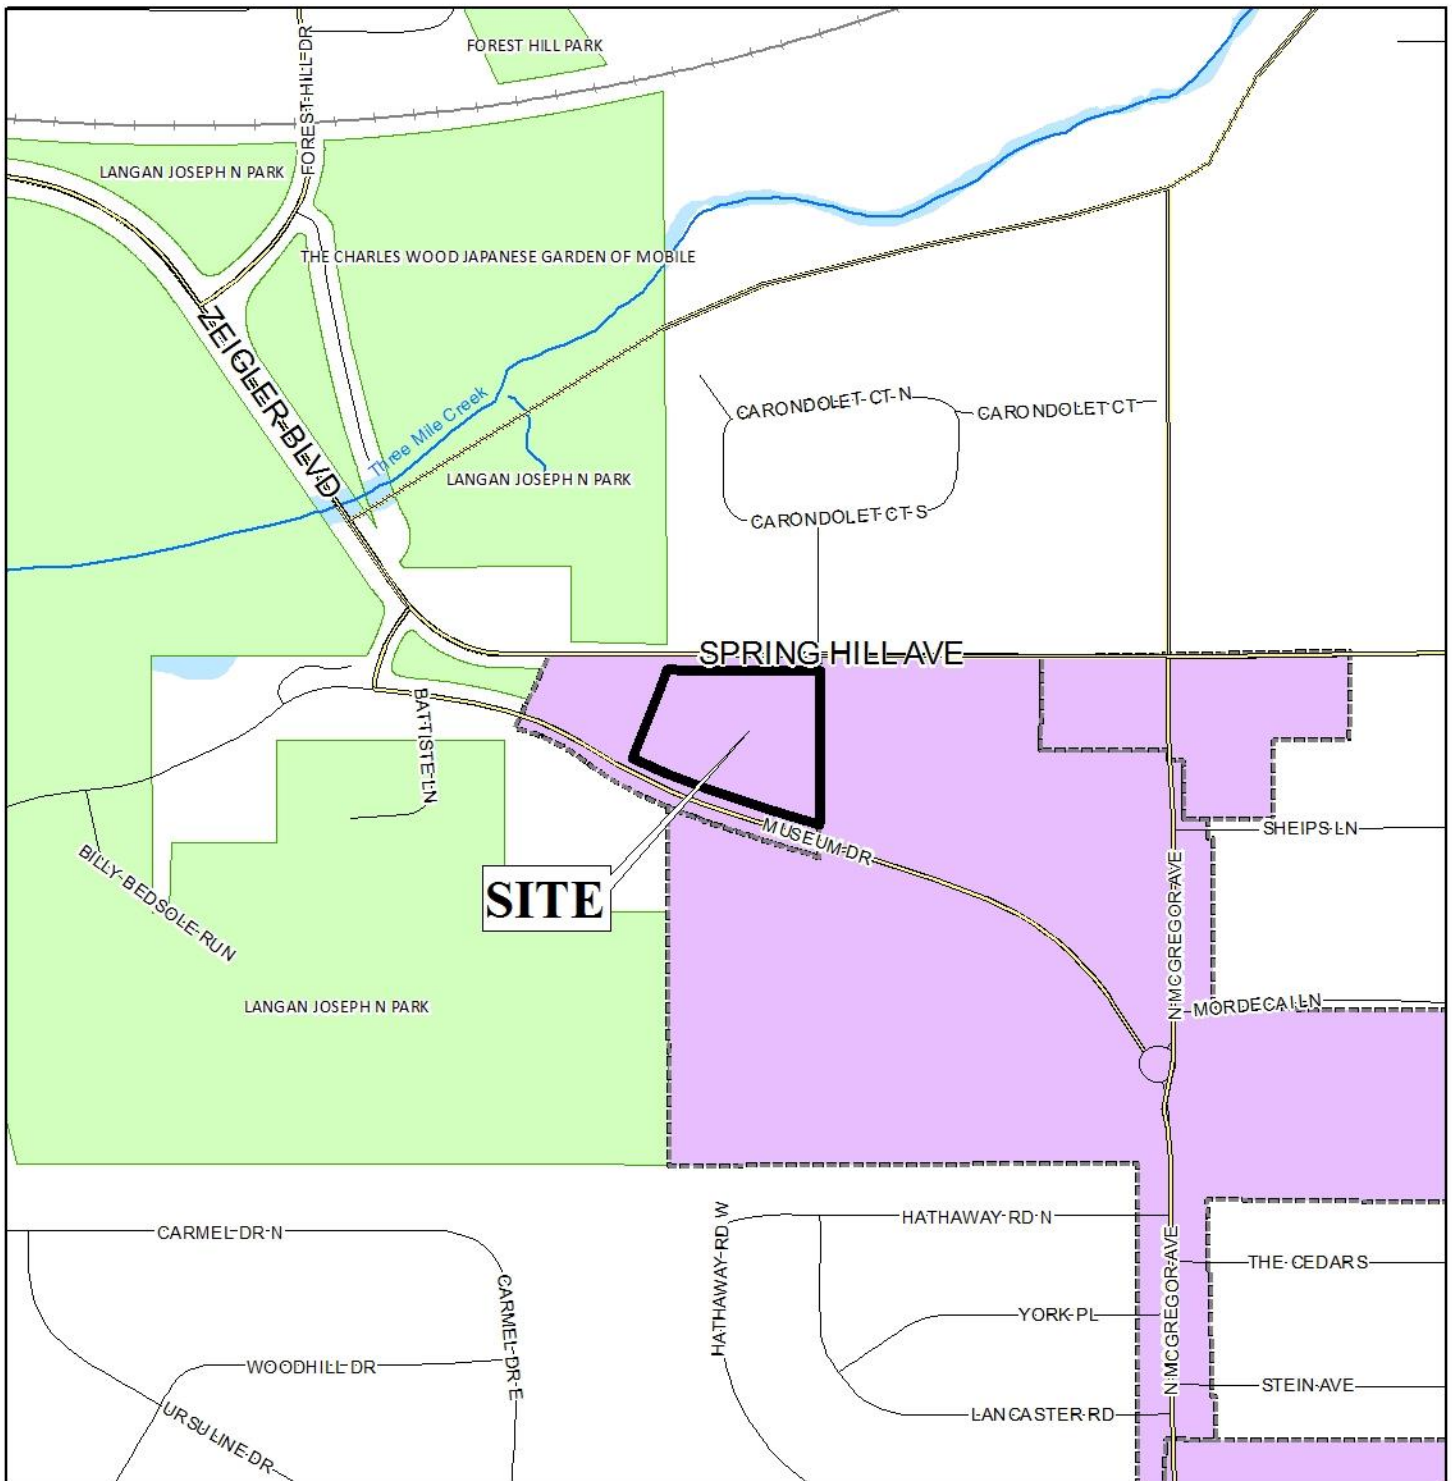 FOREST HILL DR
FOREST HILL PARK
LANGAN JOSEPH N PARK
THE CHARLES WOOD JAPANESE GARDEN OF MOBILE
ZEIGLER BLVD
Three Mile Creek
LANGAN JOSEPH N PARK
CARONDOLET CT N
CARONDOLET CT
CARONDOLET CT S
SPRING HILL AVE
BATTISTE LN
MUSEUM DR
SHEIPS LN
BILLY BEDSOLE RUN
SITE
N MCGREGOR AVE
LANGAN JOSEPH N PARK
MORDECAI LN
CARMEL DR N
HATHAWAY RD W
HATHAWAY RD N
THE CEDARS
CARMEL DR E
YORK PL
N MCGREGOR AVE
WOODHILL DR
STEIN AVE
URSULINE DR
LANCASTER RD